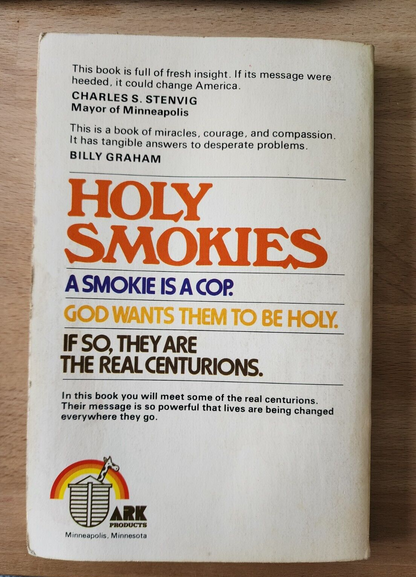 This book is full of fresh insight. If its message were
heeded, it could change America.
CHARLES S. STENVIG
Mayor of Minneapolis
This is a book of miracles, courage, and compassion.
It has tangible answers to desperate problems.
BILLY GRAHAM
HOLY
SMOKIES
A SMOKIE IS A COP.
GOD WANTS THEM TO BE HOLY.
IF SO, THEY ARE
THE REAL CENTURIONS.
In this book you will meet some of the real centurions.
Their message is so powerful that lives are being changed
everywhere they go.
ARK
PRODUCTS
Minneapolis, Minnesota